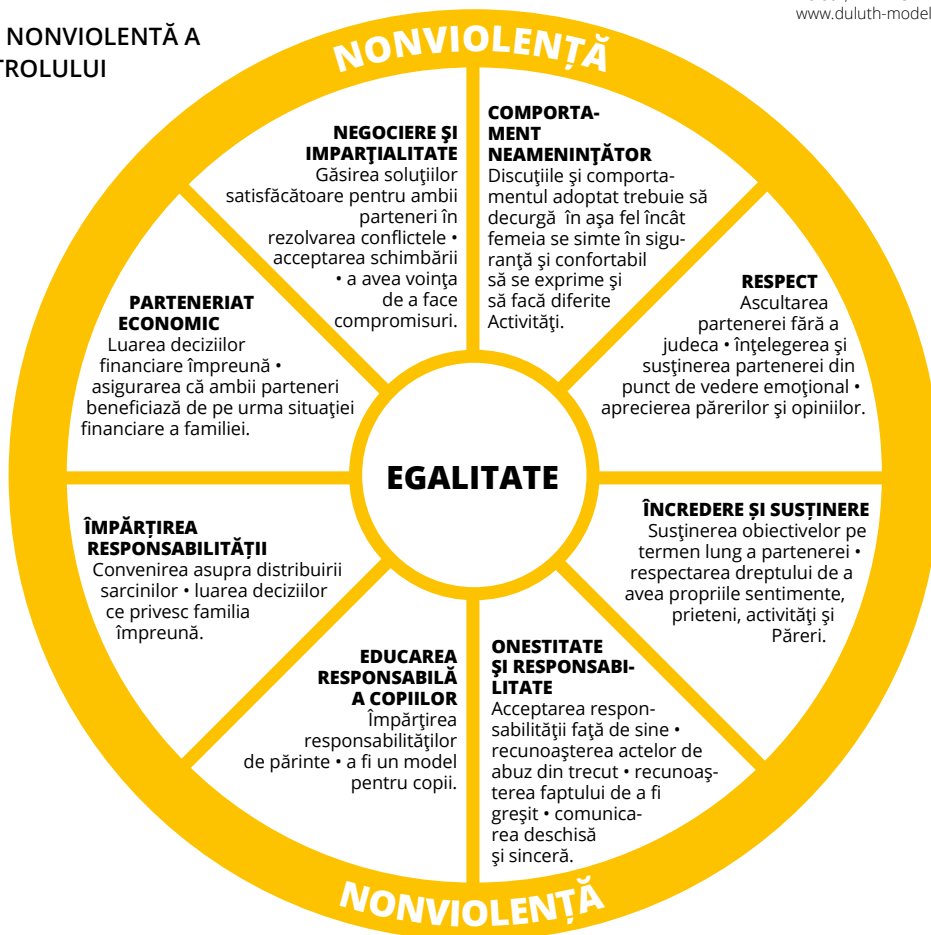 NONVIOLENTĂ A
TROLULUI
www.duluth-model
NONVIOLENȚĂ
NEGOCIERE ŞI
IMPARŢIALITATE
Găsirea soluţiilor
satisfăcătoare pentru ambii
parteneri în
rezolvarea conflictele •
acceptarea schimbării
• a avea voinţa
de a face
compromisuri.
COMPORTA-
MENT
NEAMENINŢĂTOR
Discuţiile şi comporta-
mentul adoptat trebuie să
decurgă în aşa fel încât
femeia se simte în sigu-
ranţă şi confortabil
să se exprime şi
să facă diferite
Activităţi.
RESPECT
Ascultarea
partenerei fără a
judeca • înţelegerea şi
susţinerea partenerei din
punct de vedere emoţional •
aprecierea părerilor şi opiniilor.
PARTENERIAT
ECONOMIC
Luarea deciziilor
financiare împreună •
asigurarea că ambii parteneri
beneficiază de pe urma situaţiei
financiare a familiei.
EGALITATE
ÎNCREDERE ȘI SUSȚINERE
Susţinerea obiectivelor pe
termen lung a partenerei •
respectarea dreptului de a
avea propriile sentimente,
prieteni, activităţi şi
Păreri.
ÎMPĂRȚIREA
RESPONSABILITĂȚII
Convenirea asupra distribuirii
sarcinilor • luarea deciziilor
ce privesc familia
împreună.
EDUCAREA
RESPONSABILĂ
A COPIILOR
Împărţirea
responsabilităţilor
de părinte • a fi un model
pentru copii.
ONESTITATE
ŞI RESPONSABI-
LITATE
Acceptarea respon-
sabilităţii faţă de sine •
recunoaşterea actelor de
abuz din trecut • recunoaş-
terea faptului de a fi
greşit • comunica-
rea deschisă
şi sinceră.
NONVIOLENȚĂ